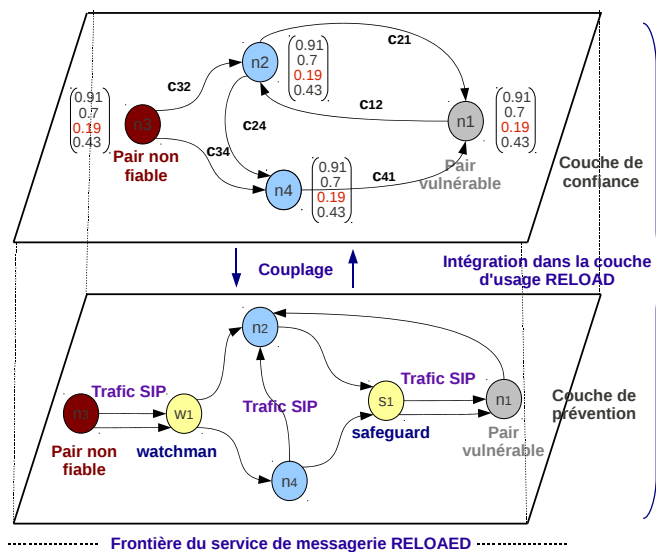 c21
n2
0.91
0.7
0.19
0.43
c32
0.91
0.7
0.19
0.43
n3
c12
n1
0.91
0.7
0.19
0.43
c24
Pair non
fiable
c34
n4
0.91
0.7
0.19
0.43
c41
Pair
vulnérable
Couche de
confiance
Couplage
Intégration dans la couche
d'usage RELOAD
n2
Trafic SIP
Trafic SIP
n3
w1
Trafic SIP
s1
n1
Couche de
prévention
Pair non
fiable
watchman
safeguard
Pair
vulnérable
n4
Frontière du service de messagerie RELOAED